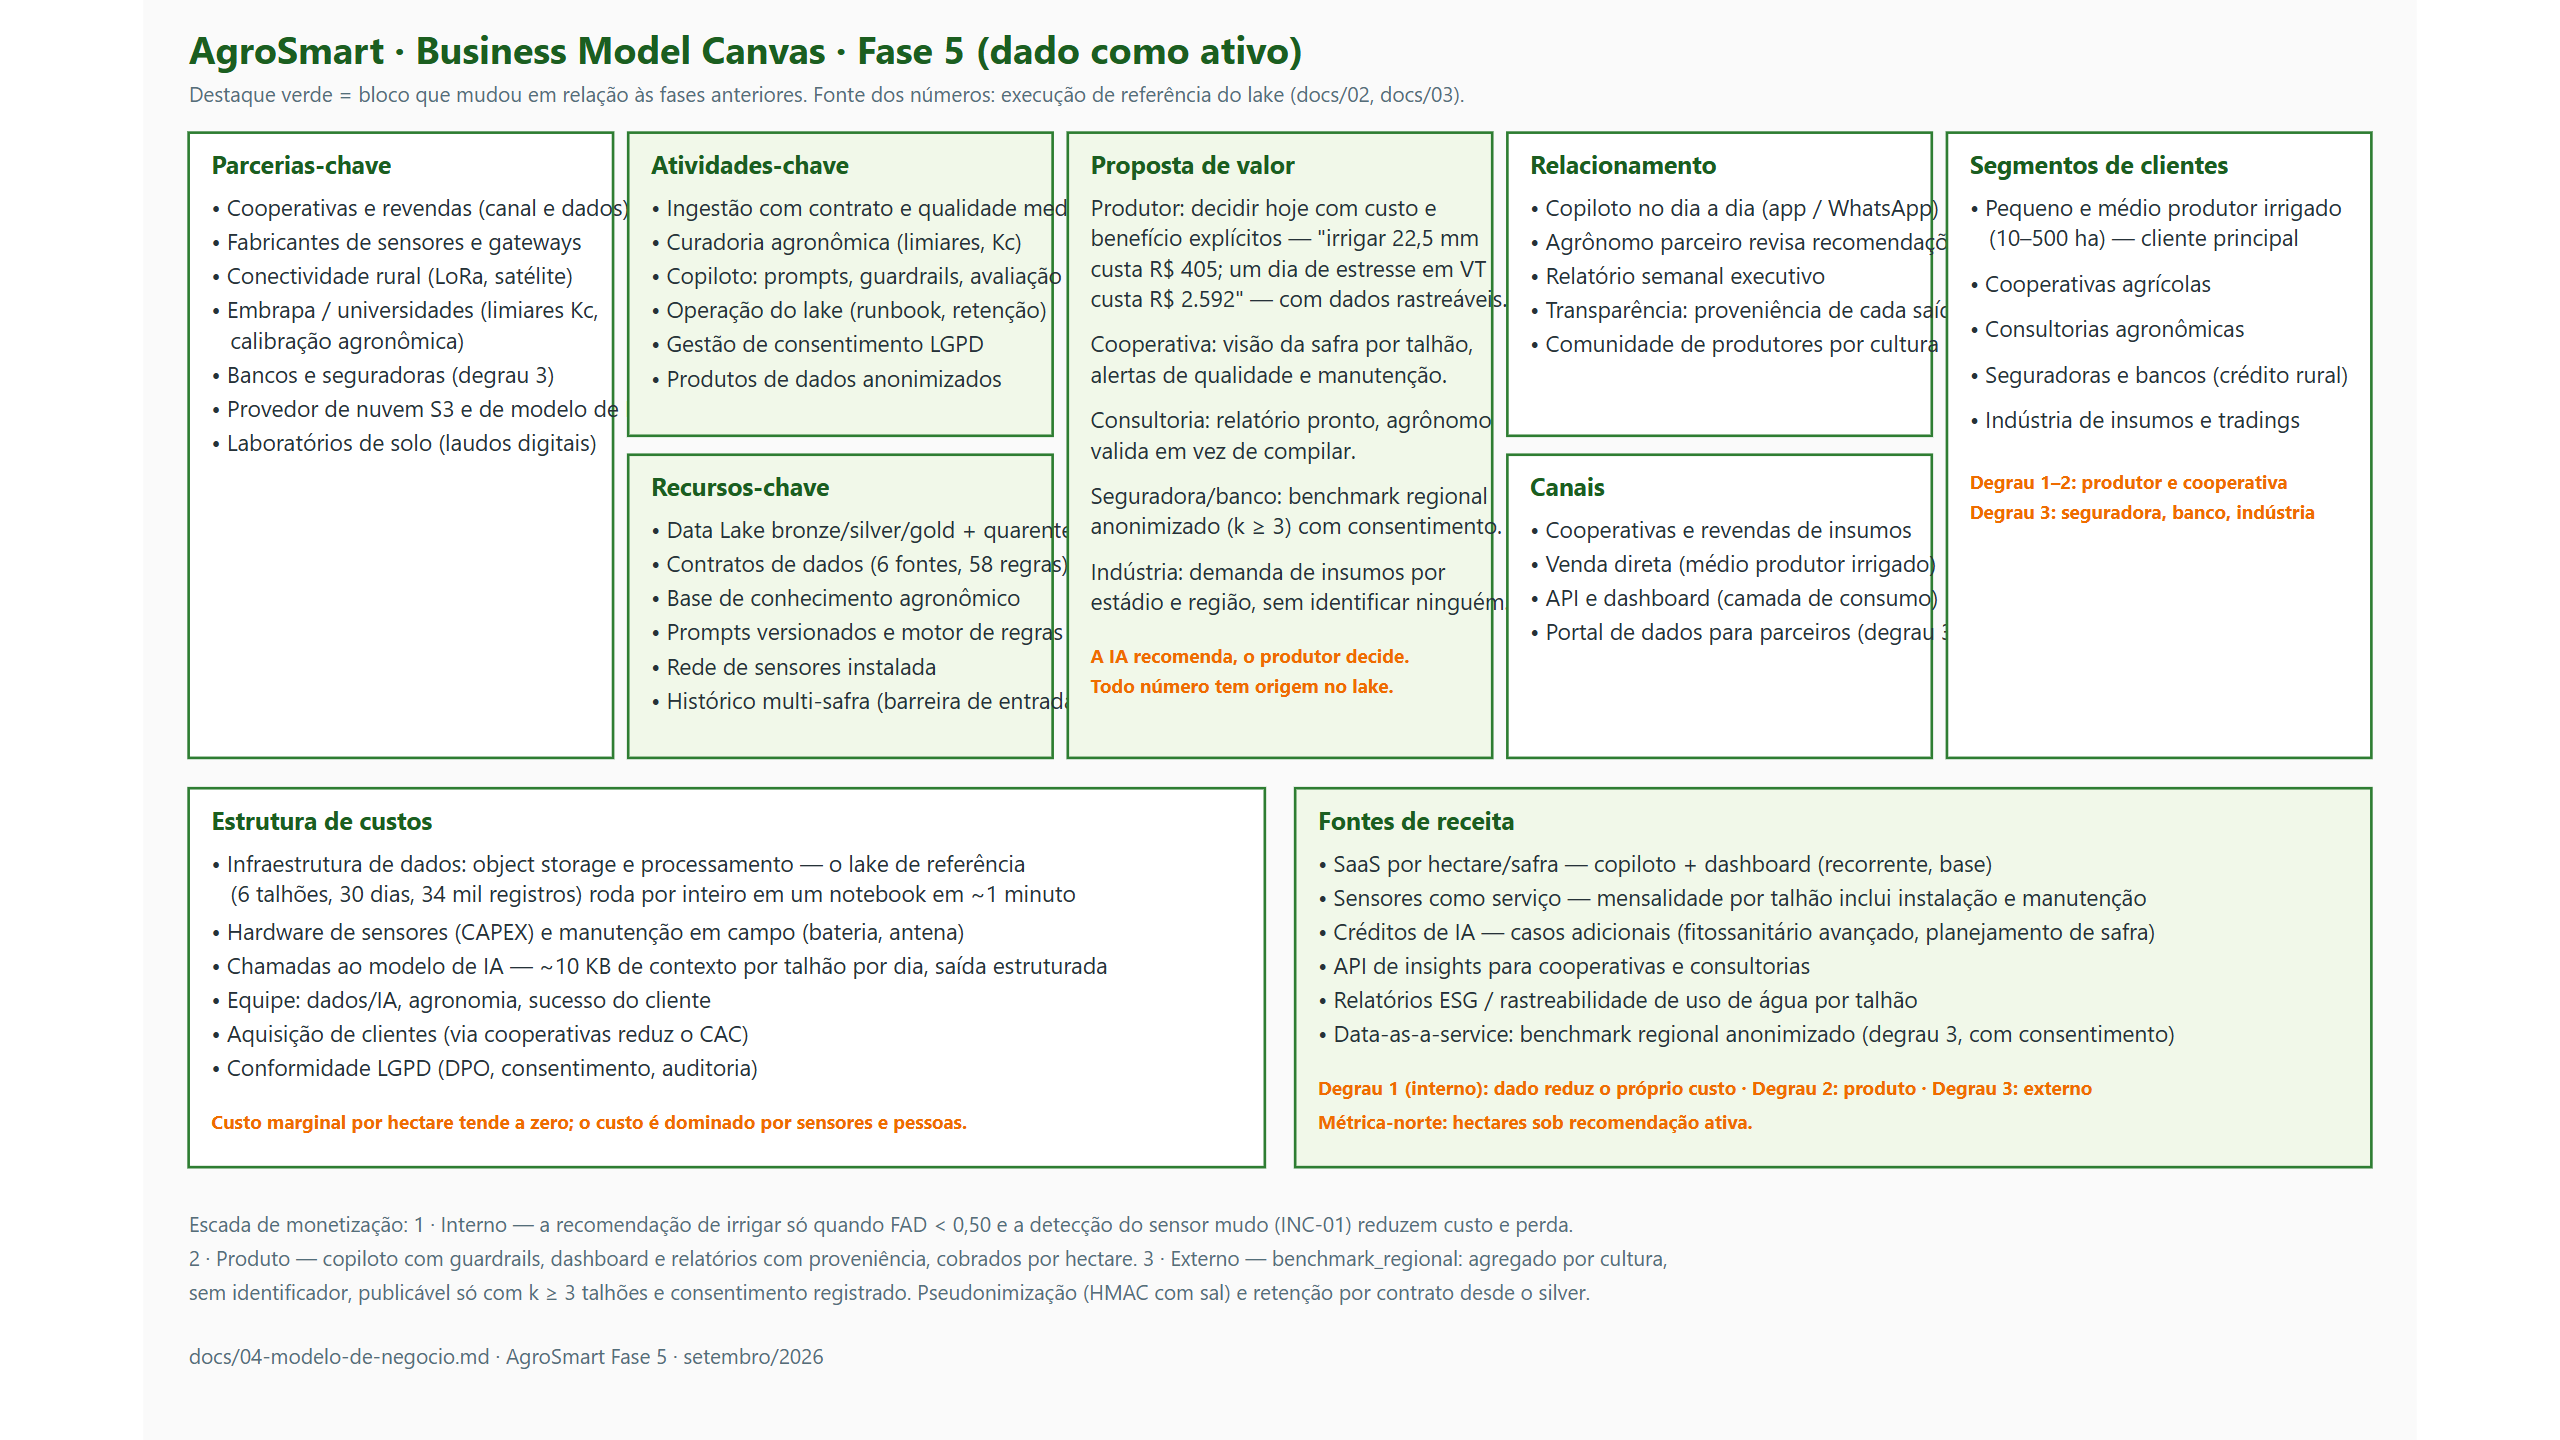 AgroSmart · Business Model Canvas · Fase 5 (dado como ativo)
Destaque verde = bloco que mudou em relação às fases anteriores. Fonte dos números: execução de referência do lake (docs/02, docs/03).
Parcerias-chave
• Cooperativas e revendas (canal e dados)
• Fabricantes de sensores e gateways
• Conectividade rural (LoRa, satélite)
• Embrapa / universidades (limiares Kc,
calibração agronômica)
• Bancos e seguradoras (degrau 3)
• Provedor de nuvem S3 e de modelo de
• Laboratórios de solo (laudos digitais)
Atividades-chave
• Ingestão com contrato e qualidade med
• Curadoria agronômica (limiares, Kc)
• Copiloto: prompts, guardrails, avaliação
• Operação do lake (runbook, retenção)
• Gestão de consentimento LGPD
• Produtos de dados anonimizados
Recursos-chave
• Data Lake bronze/silver/gold + quarente
• Contratos de dados (6 fontes, 58 regras)
• Base de conhecimento agronômico
• Prompts versionados e motor de regras
• Rede de sensores instalada
• Histórico multi-safra (barreira de entrada
Proposta de valor
Produtor: decidir hoje com custo e
benefício explícitos — "irrigar 22,5 mm
custa R$ 405; um dia de estresse em VT
custa R$ 2.592" — com dados rastreáveis.
Cooperativa: visão da safra por talhão,
alertas de qualidade e manutenção.
Consultoria: relatório pronto, agrônomo
valida em vez de compilar.
Seguradora/banco: benchmark regional
anonimizado (k ≥ 3) com consentimento.
Indústria: demanda de insumos por
estádio e região, sem identificar ninguém.
A IA recomenda, o produtor decide.
Todo número tem origem no lake.
Relacionamento
• Copiloto no dia a dia (app / WhatsApp)
• Agrônomo parceiro revisa recomendaçõ
• Relatório semanal executivo
• Transparência: proveniência de cada saíd
• Comunidade de produtores por cultura
Canais
• Cooperativas e revendas de insumos
• Venda direta (médio produtor irrigado)
• API e dashboard (camada de consumo)
• Portal de dados para parceiros (degrau 3
Segmentos de clientes
• Pequeno e médio produtor irrigado
(10–500 ha) — cliente principal
• Cooperativas agrícolas
• Consultorias agronômicas
• Seguradoras e bancos (crédito rural)
• Indústria de insumos e tradings
Degrau 1–2: produtor e cooperativa
Degrau 3: seguradora, banco, indústria
Estrutura de custos
• Infraestrutura de dados: object storage e processamento — o lake de referência
(6 talhões, 30 dias, 34 mil registros) roda por inteiro em um notebook em ~1 minuto
• Hardware de sensores (CAPEX) e manutenção em campo (bateria, antena)
• Chamadas ao modelo de IA — ~10 KB de contexto por talhão por dia, saída estruturada
• Equipe: dados/IA, agronomia, sucesso do cliente
• Aquisição de clientes (via cooperativas reduz o CAC)
• Conformidade LGPD (DPO, consentimento, auditoria)
Custo marginal por hectare tende a zero; o custo é dominado por sensores e pessoas.
Fontes de receita
• SaaS por hectare/safra — copiloto + dashboard (recorrente, base)
• Sensores como serviço — mensalidade por talhão inclui instalação e manutenção
• Créditos de IA — casos adicionais (fitossanitário avançado, planejamento de safra)
• API de insights para cooperativas e consultorias
• Relatórios ESG / rastreabilidade de uso de água por talhão
• Data-as-a-service: benchmark regional anonimizado (degrau 3, com consentimento)
Degrau 1 (interno): dado reduz o próprio custo · Degrau 2: produto · Degrau 3: externo
Métrica-norte: hectares sob recomendação ativa.
Escada de monetização: 1 · Interno — a recomendação de irrigar só quando FAD < 0,50 e a detecção do sensor mudo (INC-01) reduzem custo e perda.
2 · Produto — copiloto com guardrails, dashboard e relatórios com proveniência, cobrados por hectare. 3 · Externo — benchmark_regional: agregado por cultura,
sem identificador, publicável só com k ≥ 3 talhões e consentimento registrado. Pseudonimização (HMAC com sal) e retenção por contrato desde o silver.
docs/04-modelo-de-negocio.md · AgroSmart Fase 5 · setembro/2026